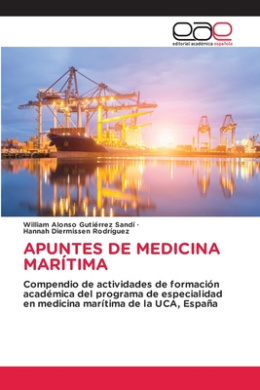 eae
editorial académica española
William Alonso Gutiérrez Sandí ·
Hannah Diermissen Rodríguez
APUNTES DE MEDICINA
MARÍTIMA
Compendio de actividades de formación
académica del programa de especialidad
en medicina marítima de la UCA, España